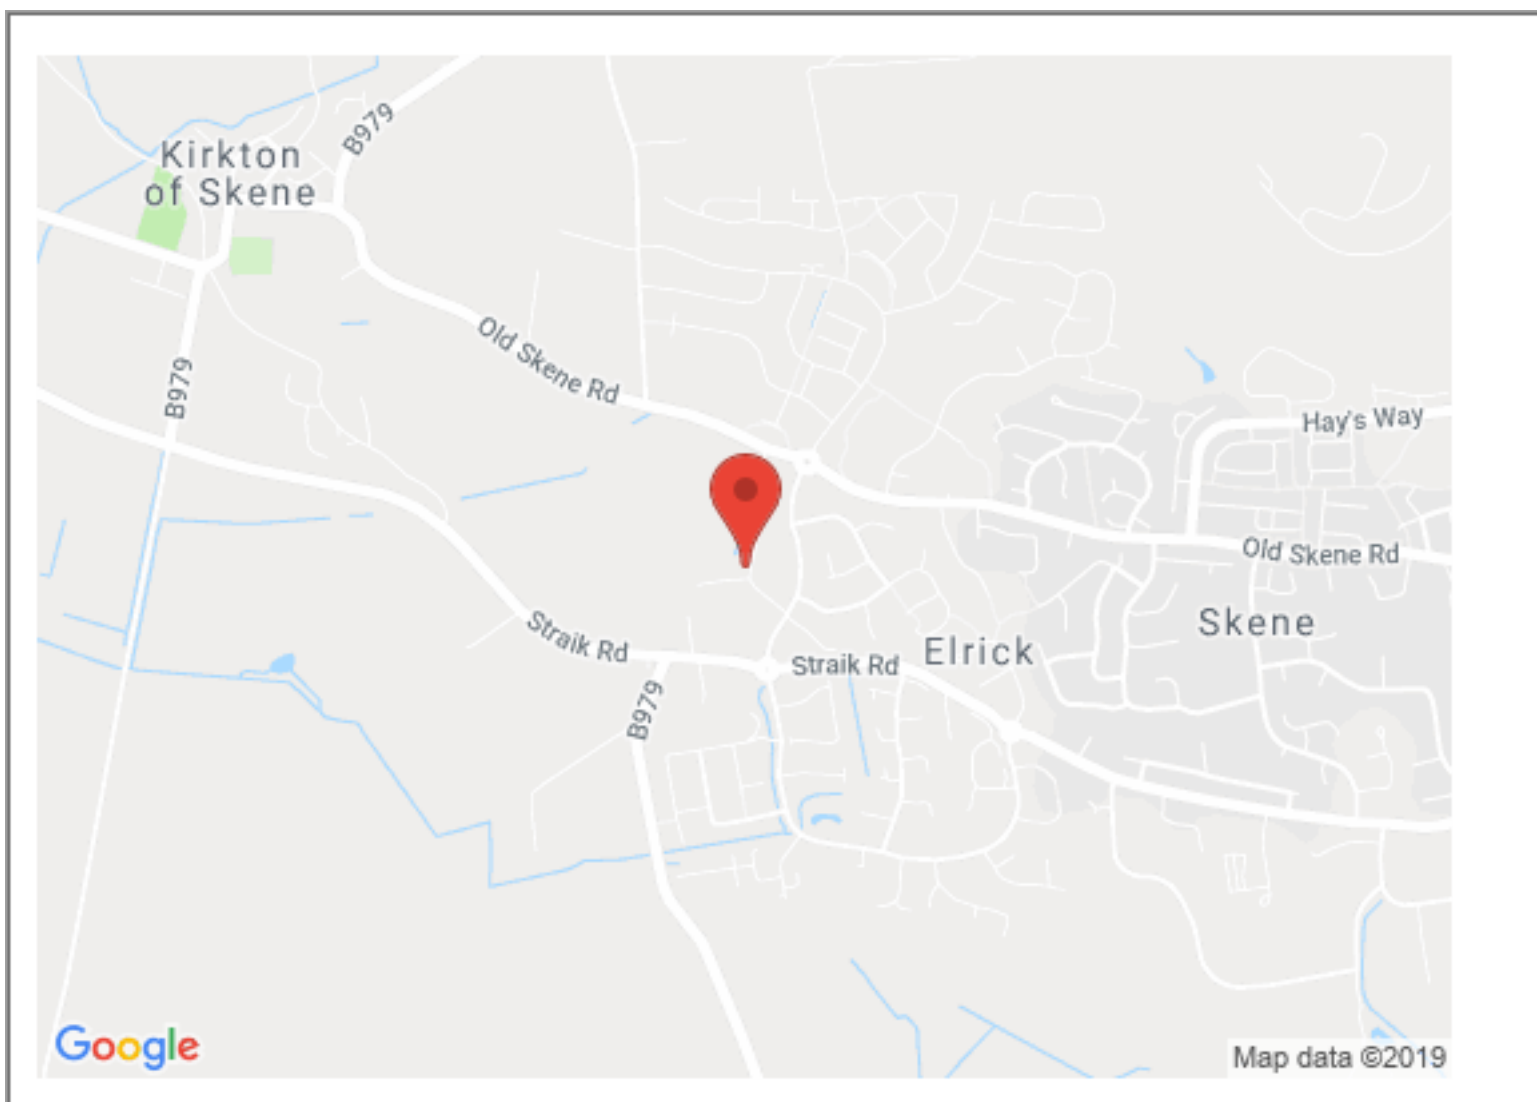 B979
Kirkton
of Skene
Old Skene Rd
B979
Hay's Way
Old Skene Rd
Skene
Straik Rd
Elrick
Straik Rd
B979
Google
Map data ©2019